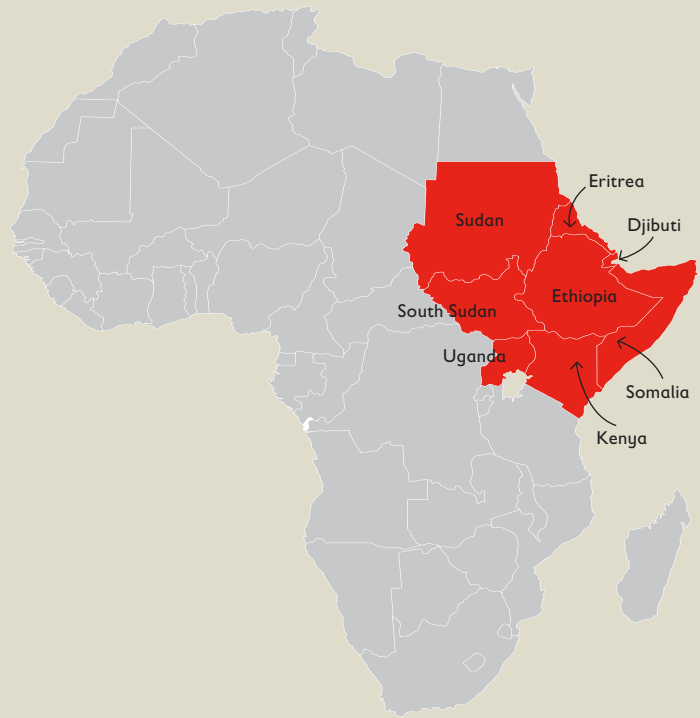 Eritrea
Sudan
Djibuti
Ethiopia
South Sudan
Uganda
Somalia
Kenya